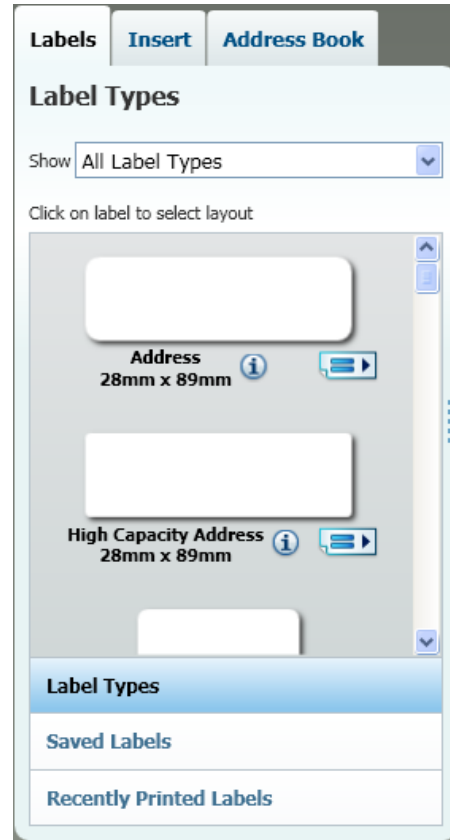 Labels Insert Address Book
Label Types
Show All Label Types
Click on label to select layout
Address
28mm x 89mm
High Capacity Address
28mm x 89mm
Label Types
Saved Labels
Recently Printed Labels